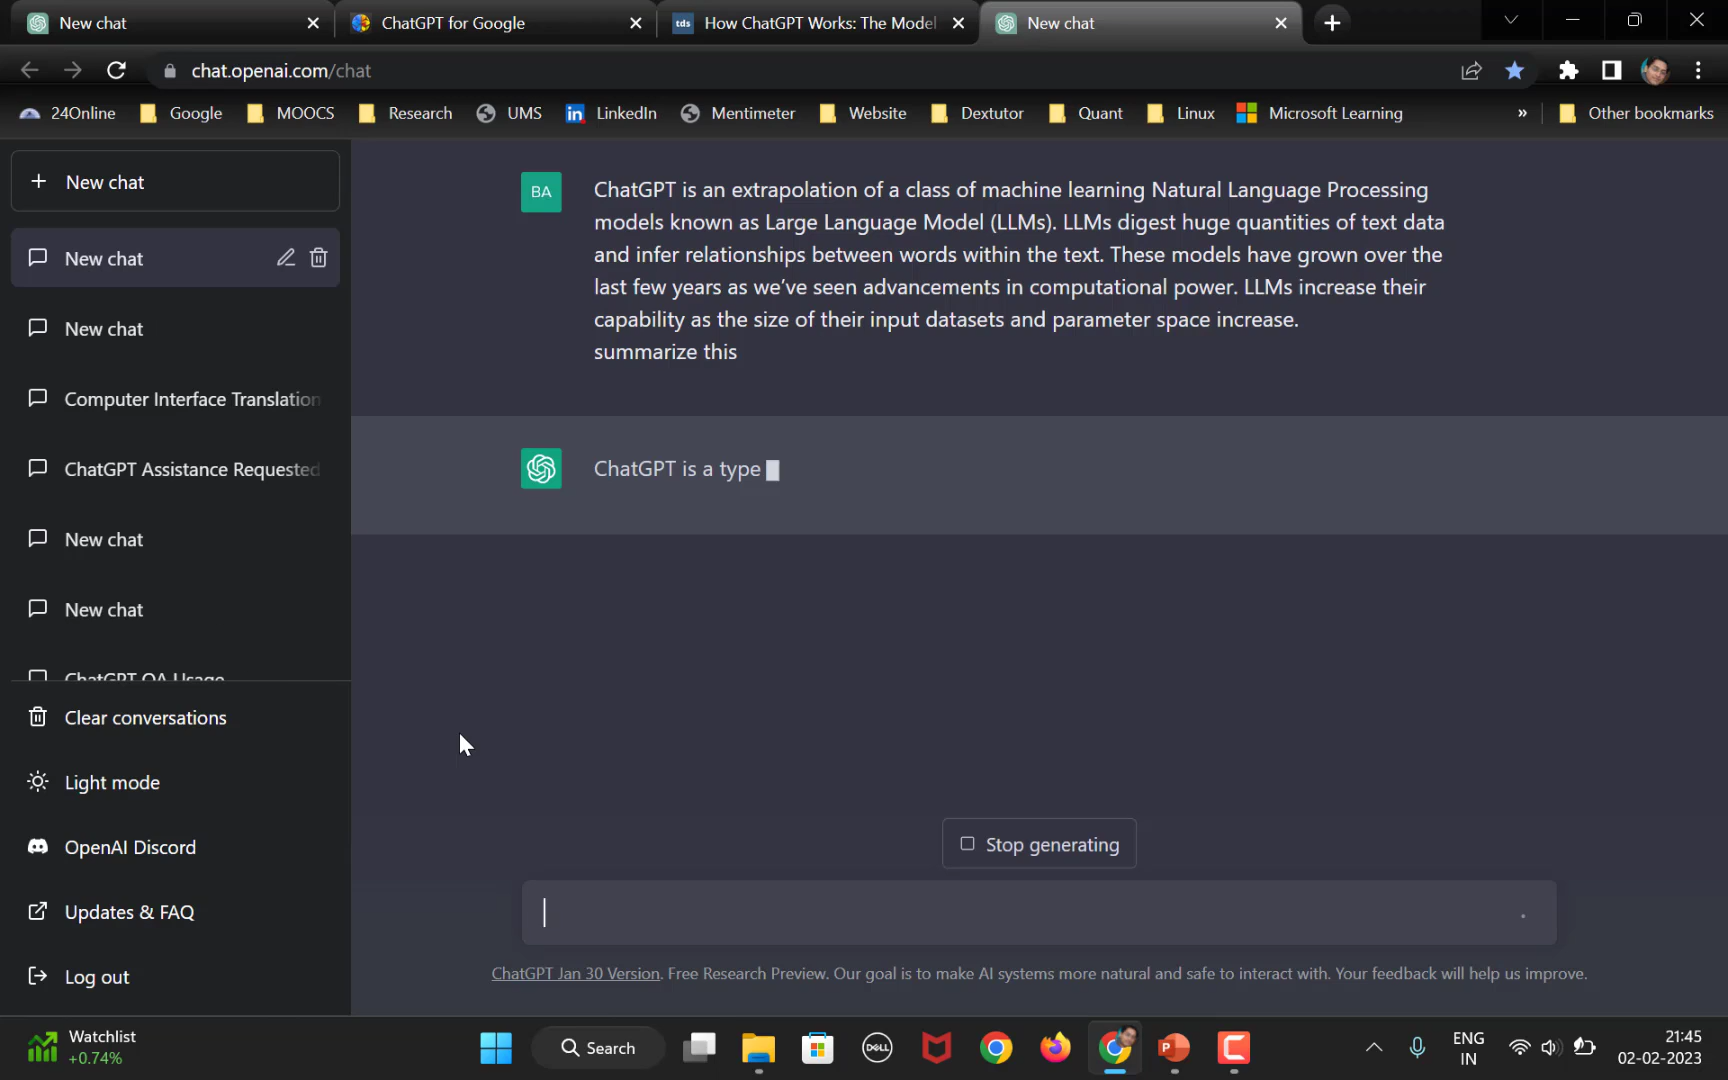 New chat
ChatGPT for Google
tds How ChatGPT Works: The Model
New chat
chat.openai.com/chat
24Online
Google
MOOCS
Research
UMS
LinkedIn
Mentimeter
Website
Dextutor
Quant
Linux
Microsoft Learning
»
Other bookmarks
+ New chat
New chat
New chat
Computer Interface Translation
ChatGPT Assistance Requested
New chat
New chat
ChatGPT QA Usage
Clear conversations
Light mode
OpenAI Discord
Updates & FAQ
Log out
BA
ChatGPT is an extrapolation of a class of machine learning Natural Language Processing
models known as Large Language Model (LLMs). LLMs digest huge quantities of text data
and infer relationships between words within the text. These models have grown over the
last few years as we’ve seen advancements in computational power. LLMs increase their
capability as the size of their input datasets and parameter space increase.
summarize this
ChatGPT is a type
Stop generating
ChatGPT Jan 30 Version. Free Research Preview. Our goal is to make AI systems more natural and safe to interact with. Your feedback will help us improve.
Watchlist
+0.74%
Search
DELL
ENG
IN
21:45
02-02-2023